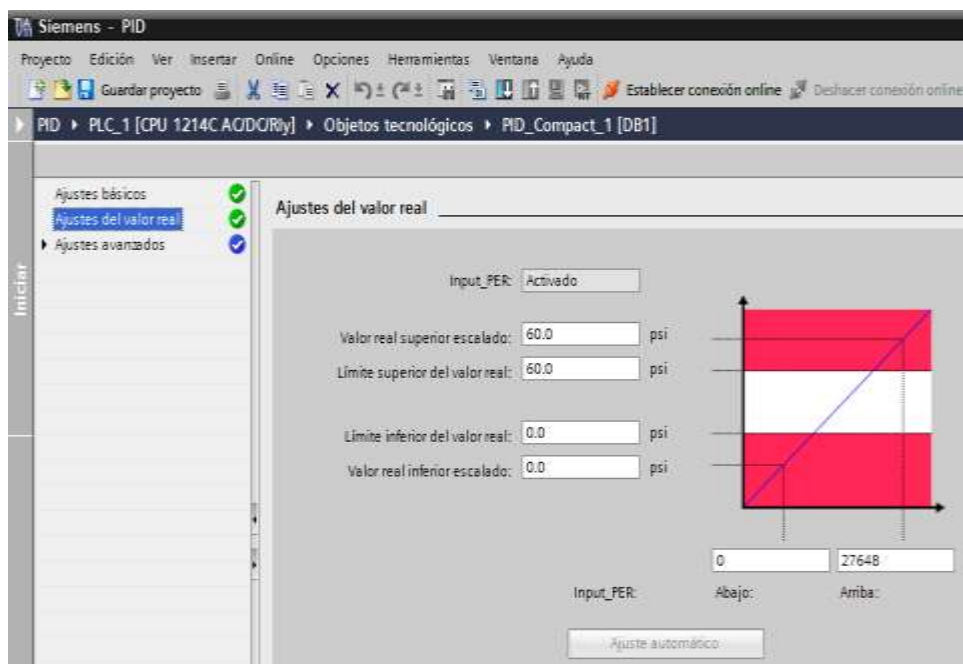 Siemens - PID
Proyecto Edición Ver Insertar Online Opciones Herramientas Ventana Ayuda
Guardar proyecto Establecer conexión online Deshacer conexión online
PID ▸ PLC_1 [CPU 1214C AC/DC/Rly] ▸ Objetos tecnológicos ▸ PID_Compact_1 [DB1]
Iniciar
Ajustes básicos
Ajustes del valor real
Ajustes avanzados
Ajustes del valor real
Input_PER: Activado
Valor real superior escalado: 60.0 psi
Límite superior del valor real: 60.0 psi
Límite inferior del valor real: 0.0 psi
Valor real inferior escalado: 0.0 psi
0 27648
Input_PER: Abajo: Arriba:
Ajuste automático